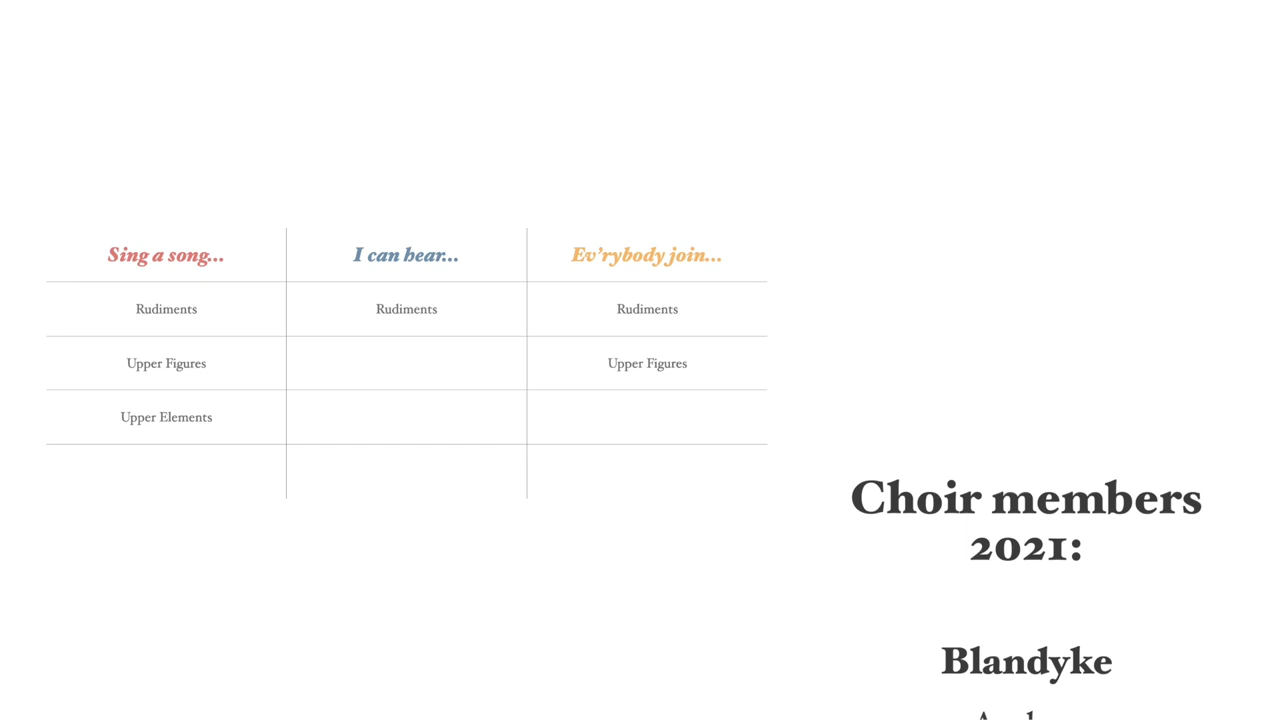 Sing a song... I can hear... Ev’rybody join...
Rudiments Rudiments Rudiments
Upper Figures Upper Figures
Upper Elements
Choir members
2021:
Blandyke